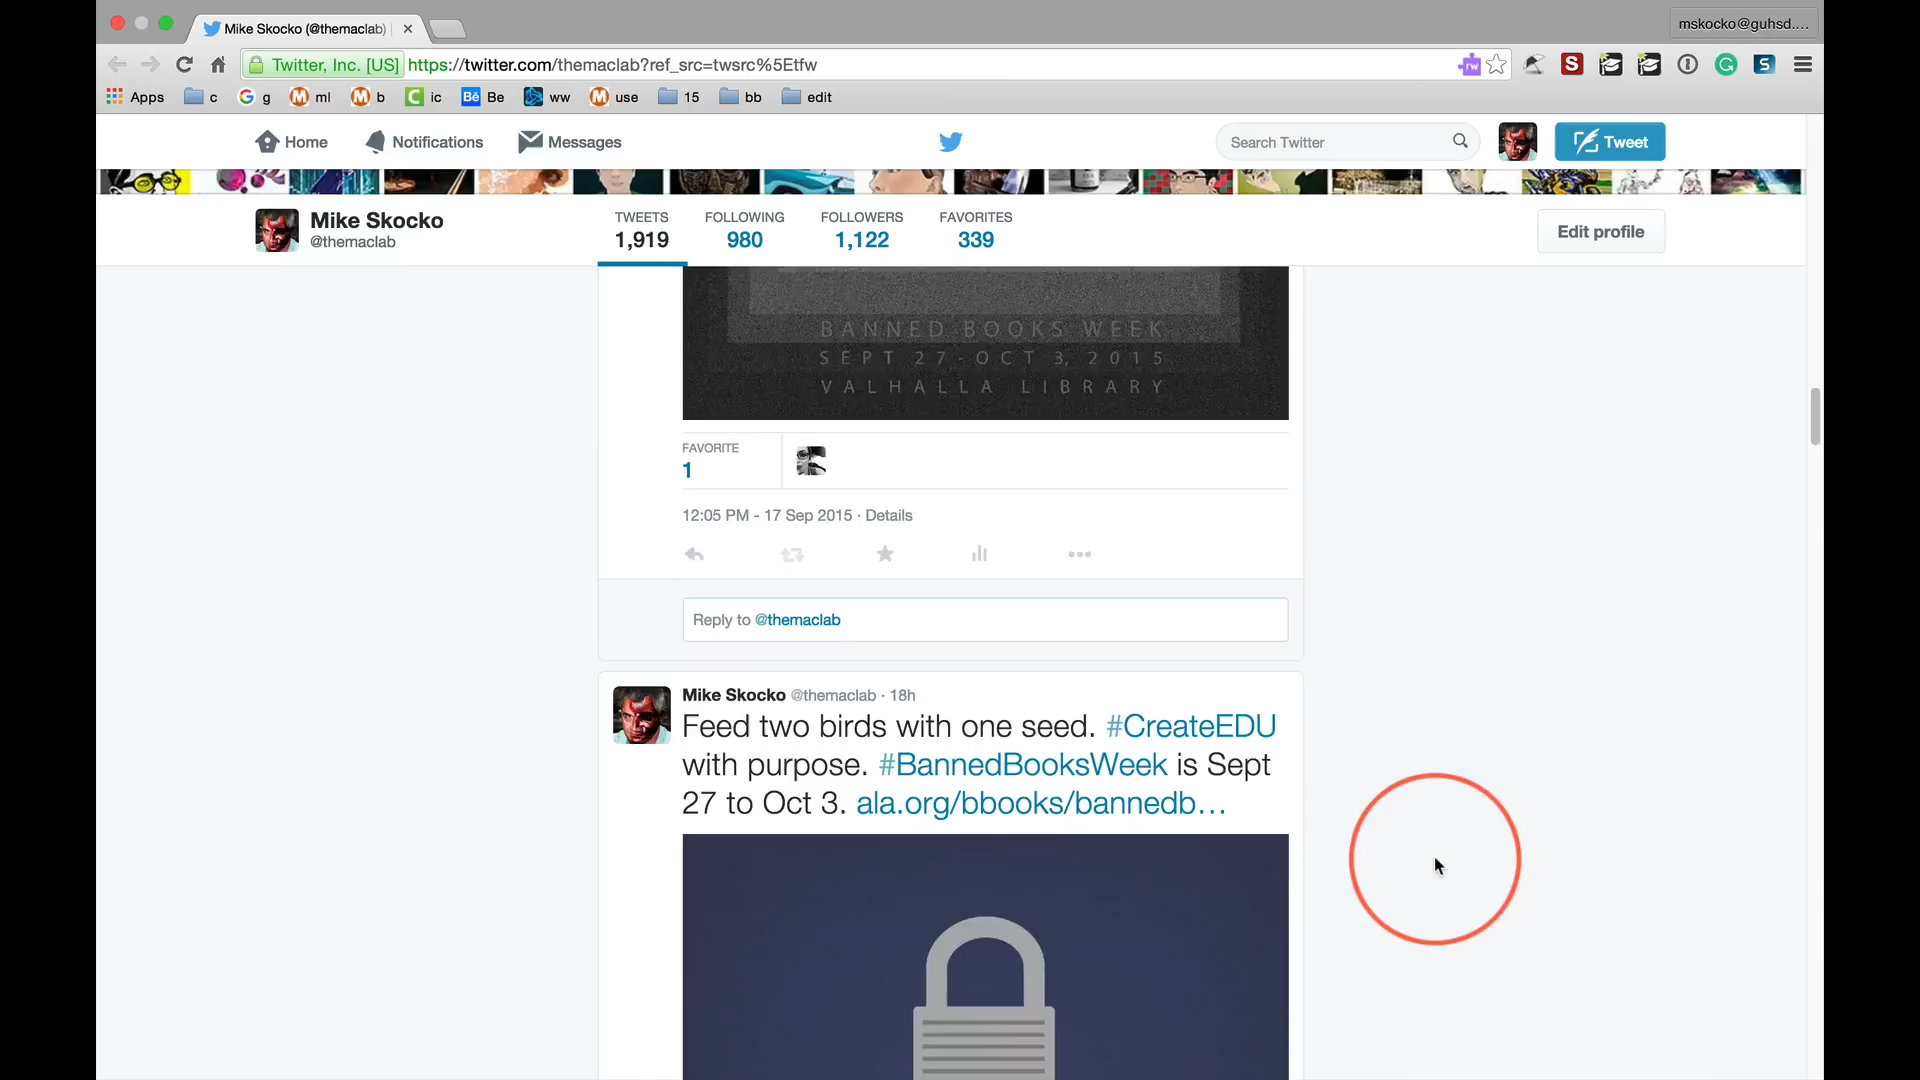 Mike Skocko (@themaclab)
mskocko@guhsd....
Twitter, Inc. [US] https://twitter.com/themaclab?ref_src=twsrc%5Etfw
Apps c g ml b ic Be ww use 15 bb edit
Home Notifications Messages Search Twitter Tweet
Mike Skocko
@themaclab
TWEETS FOLLOWING FOLLOWERS FAVORITES
1,919 980 1,122 339
Edit profile
BANNED BOOKS WEEK
SEPT 27-OCT 3, 2015
VALHALLA LIBRARY
FAVORITE
1
12:05 PM - 17 Sep 2015 · Details
Reply to @themaclab
Mike Skocko @themaclab · 18h
Feed two birds with one seed. #CreateEDU
with purpose. #BannedBooksWeek is Sept
27 to Oct 3. ala.org/bbooks/bannedb…